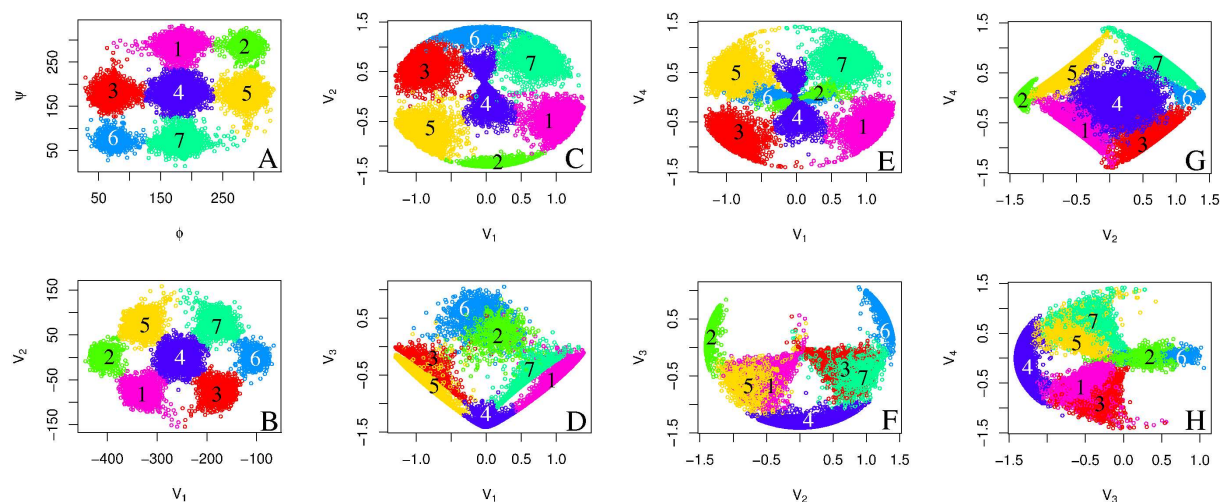 50 150 250
ψ
50 150 250
ϕ
1 2 3 4 5 6 7 A
−1.5 −0.5 0.5 1.5
V2
−1.0 0.0 0.5 1.0
V1
6 3 7 4 5 1 2 C
−1.5 −0.5 0.5 1.5
V4
−1.0 0.0 0.5 1.0
V1
5 7 6 2 4 3 1 E
−1.5 −0.5 0.5 1.5
V4
−1.5 −0.5 0.5 1.5
V2
5 7 2 4 6 1 3 G
−150 −50 50 150
V2
−400 −300 −200 −100
V1
5 7 2 4 6 1 3 B
−1.5 −0.5 0.5 1.5
V3
−1.0 0.0 0.5 1.0
V1
6 2 3 5 7 1 4 D
−1.5 −0.5 0.5 1.5
V3
−1.5 −0.5 0.5 1.5
V2
2 6 5 1 3 7 4 F
−1.5 −0.5 0.5 1.5
V4
−1.5 −0.5 0.0 0.5 1.0
V3
7 5 4 2 6 1 3 H